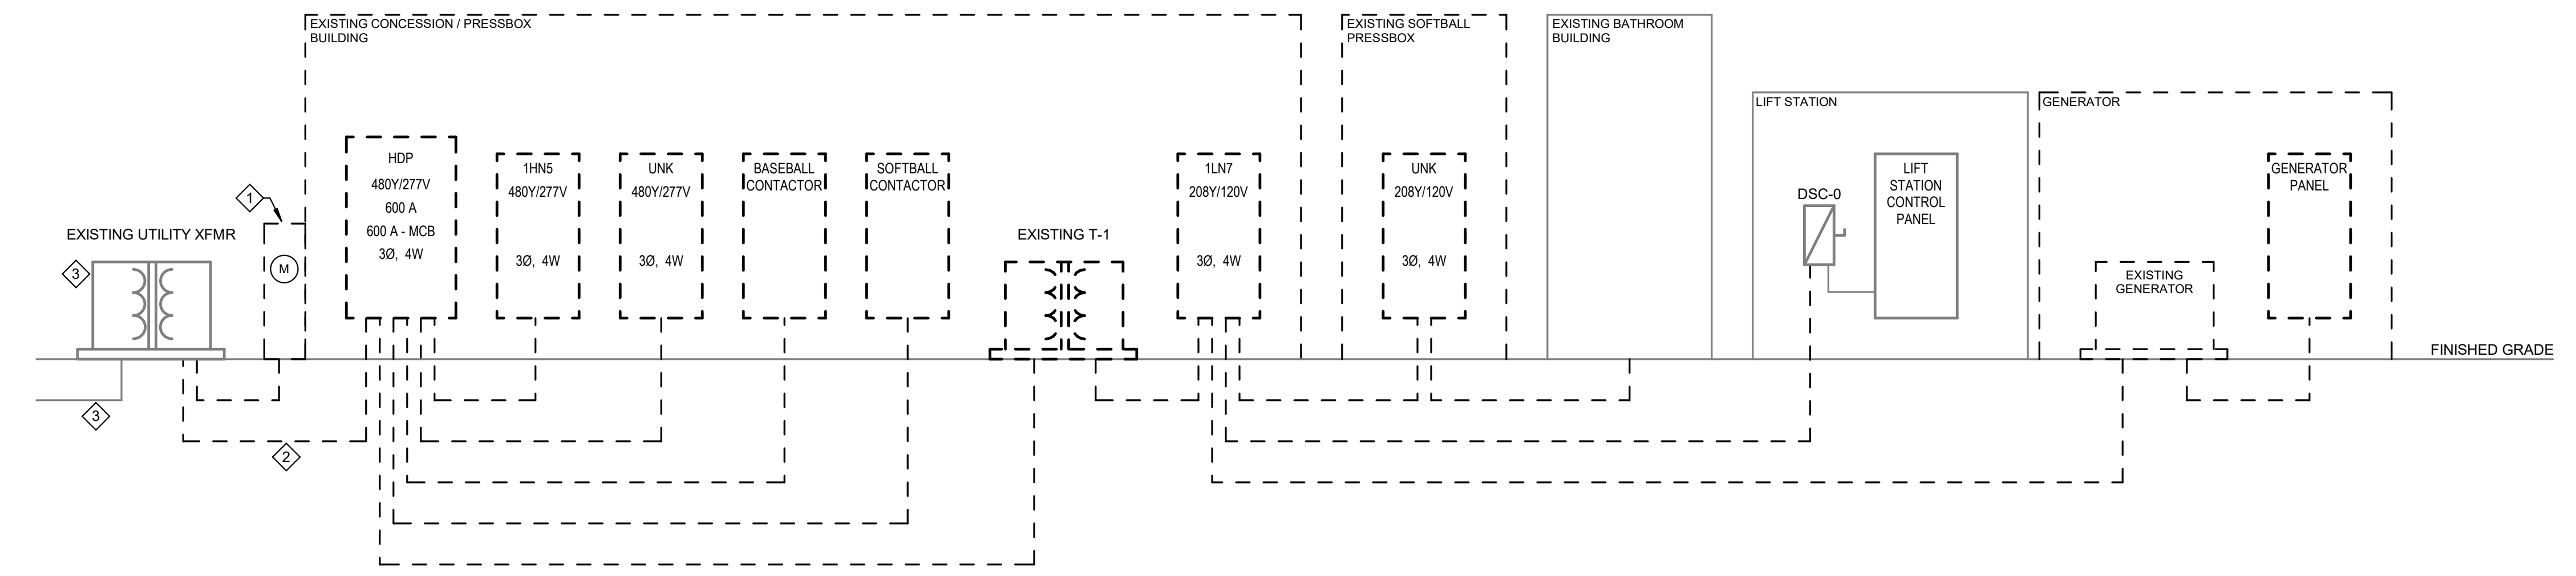 EXISTING CONCESSION / PRESSBOX
BUILDING
EXISTING SOFTBALL
PRESSBOX
EXISTING BATHROOM
BUILDING
LIFT STATION
GENERATOR
HDP
480Y/277V
600 A
600 A - MCB
3Ø, 4W
1HN5
480Y/277V
3Ø, 4W
UNK
480Y/277V
3Ø, 4W
BASEBALL
CONTACTOR
SOFTBALL
CONTACTOR
EXISTING T-1
1LN7
208Y/120V
3Ø, 4W
UNK
208Y/120V
3Ø, 4W
DSC-0
LIFT
STATION
CONTROL
PANEL
GENERATOR
PANEL
EXISTING
GENERATOR
1
EXISTING UTILITY XFMR
M
3
FINISHED GRADE
3
2